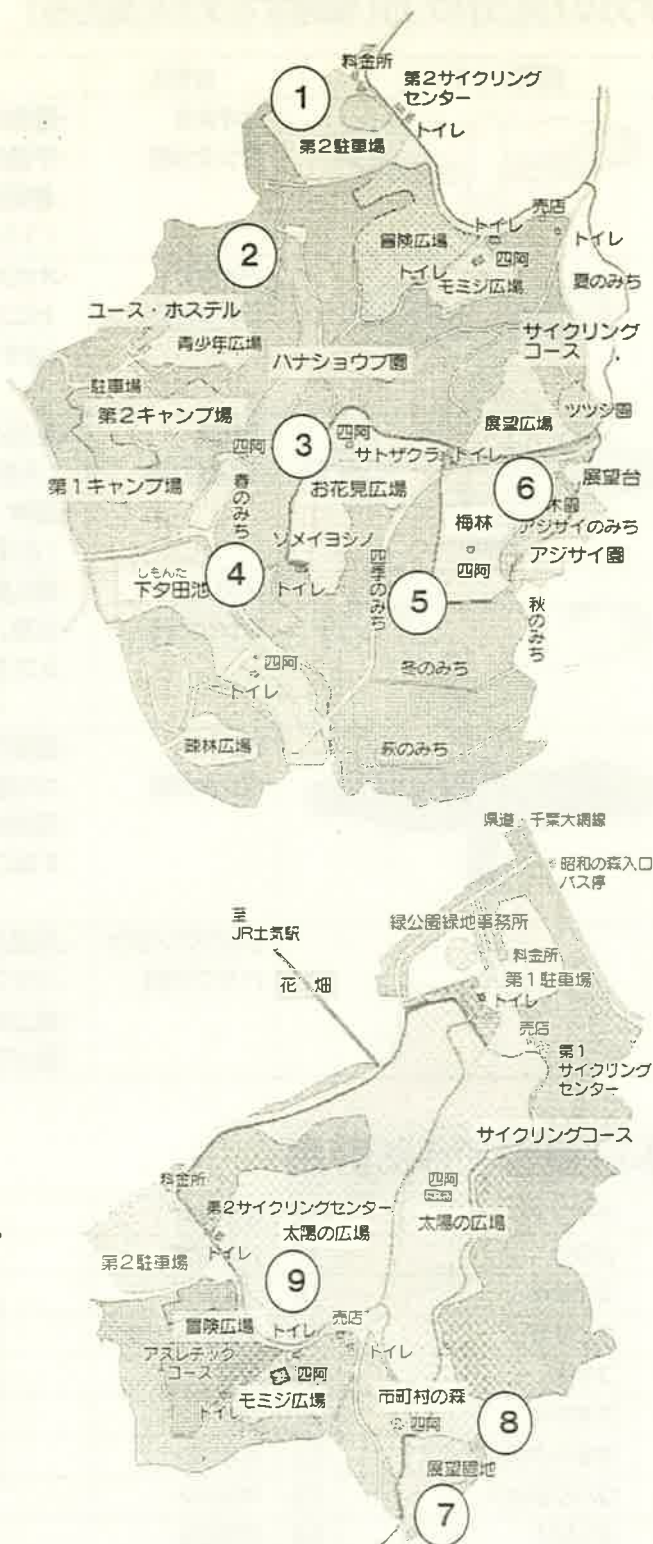 料金所
第2サイクリング
センター
①
トイレ
第2駐車場
売店
トイレ
冒険広場
四阿
トイレ
トイレ
モミジ広場
夏のみち
②
ユース・ホステル
青少年広場
サイクリング
コース
ハナショウブ園
駐車場
第2キャンプ場
展望広場
ツツジ園
③
四阿
四阿
サトザクラ
トイレ
⑥
展望台
第1キャンプ場
春のみち
お花見広場
梅林
木園
アジサイのみち
ソメイヨシノ
四季のみち
四阿
アジサイ園
しもんた
下夕田池
④
トイレ
⑤
秋のみち
四阿
トイレ
冬のみち
疎林広場
萩のみち
県道・千葉大網線
昭和の森入口
バス停
至
JR土気駅
緑公園緑地事務所
料金所
花畑
第1駐車場
トイレ
売店
第1
サイクリング
センター
サイクリングコース
料金所
四阿
第2サイクリングセンター
太陽の広場
太陽の広場
トイレ
第2駐車場
⑨
売店
冒険広場
トイレ
トイレ
アスレチック
コース
四阿
モミジ広場
トイレ
市町村の森
四阿
⑧
展望園地
⑦